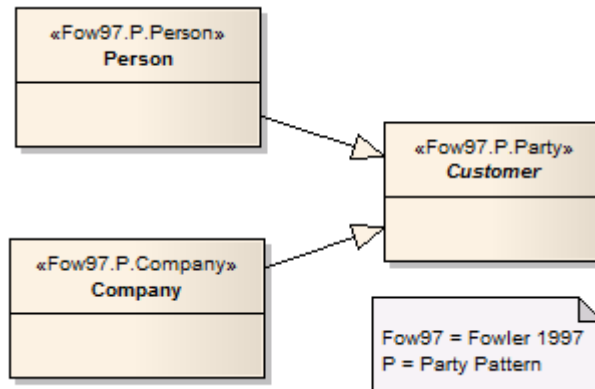 «Fow97.P.Person»
Person
«Fow97.P.Party»
Customer
«Fow97.P.Company»
Company
Fow97 = Fowler 1997
P = Party Pattern